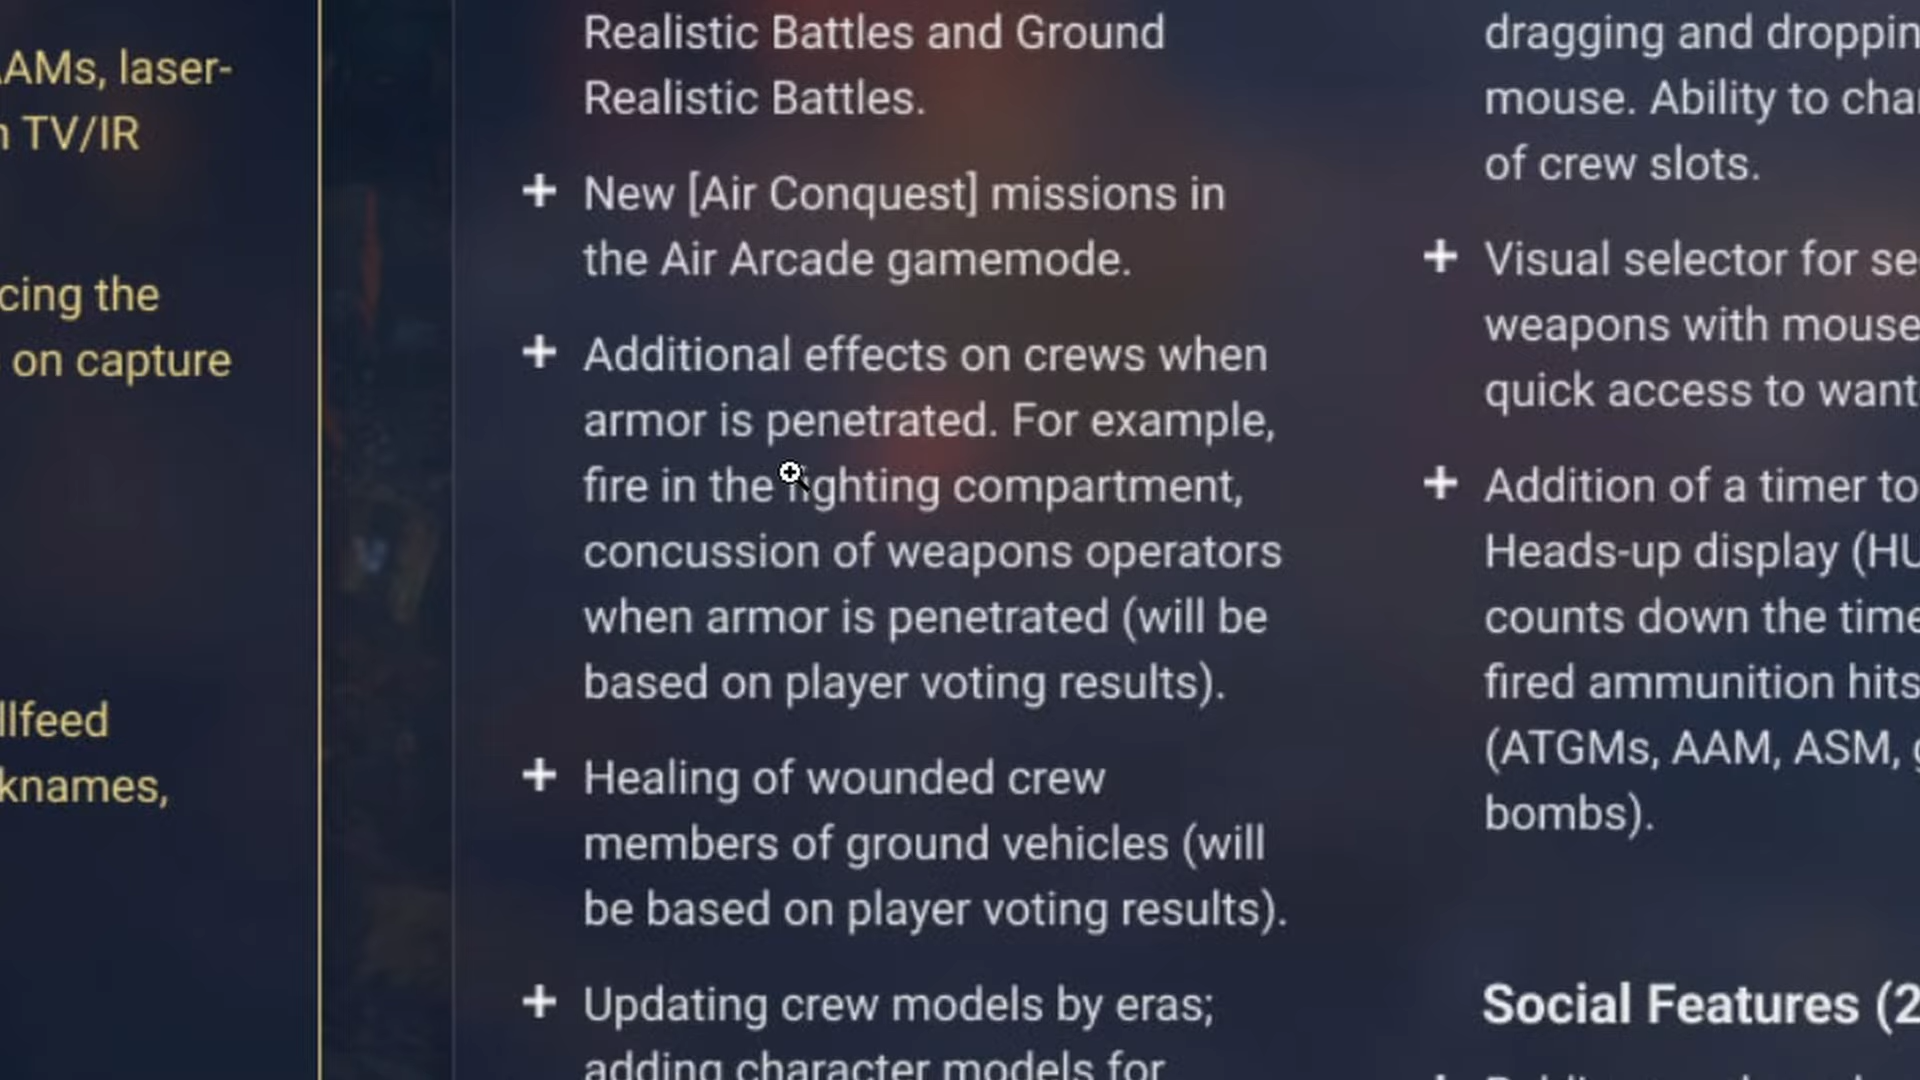 AAMs, laser-
TV/IR
cing the
on capture
llfeed
knames,
Realistic Battles and Ground
Realistic Battles.
+ New [Air Conquest] missions in
the Air Arcade gamemode.
+ Additional effects on crews when
armor is penetrated. For example,
fire in the fighting compartment,
concussion of weapons operators
when armor is penetrated (will be
based on player voting results).
+ Healing of wounded crew
members of ground vehicles (will
be based on player voting results).
+ Updating crew models by eras;
adding character models for
dragging and droppin
mouse. Ability to cha
of crew slots.
+ Visual selector for se
weapons with mouse
quick access to want
+ Addition of a timer to
Heads-up display (HU
counts down the time
fired ammunition hits
(ATGMs, AAM, ASM, g
bombs).
Social Features (2